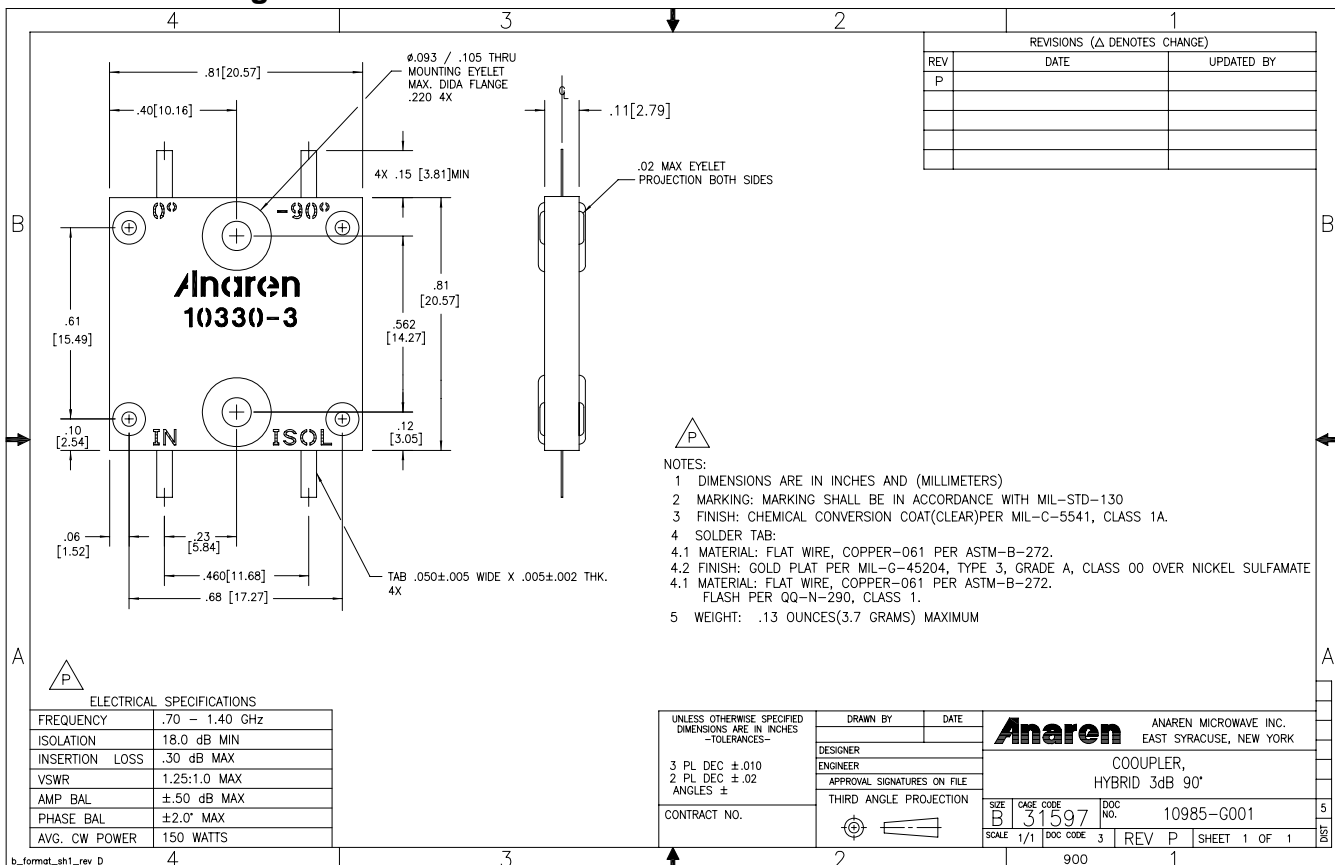 4 3 2 1
REVISIONS (△ DENOTES CHANGE)
REV DATE UPDATED BY
P
.81[20.57]
.40[10.16]
ø.093 / .105 THRU
MOUNTING EYELET
MAX. DIDA FLANGE
.220 4X
4X .15 [3.81]MIN
℄
.11[2.79]
.02 MAX EYELET
PROJECTION BOTH SIDES
B
B
0° -90°
Anaren
10330-3
.61
[15.49]
.562
[14.27]
.81
[20.57]
.10
[2.54]
IN ISOL
.12
[3.05]
.06
[1.52]
.23
[5.84]
.460[11.68]
.68 [17.27]
TAB .050±.005 WIDE X .005±.002 THK.
4X
P
NOTES:
1 DIMENSIONS ARE IN INCHES AND (MILLIMETERS)
2 MARKING: MARKING SHALL BE IN ACCORDANCE WITH MIL-STD-130
3 FINISH: CHEMICAL CONVERSION COAT(CLEAR)PER MIL-C-5541, CLASS 1A.
4 SOLDER TAB:
4.1 MATERIAL: FLAT WIRE, COPPER-061 PER ASTM-B-272.
4.2 FINISH: GOLD PLAT PER MIL-G-45204, TYPE 3, GRADE A, CLASS 00 OVER NICKEL SULFAMATE
4.1 MATERIAL: FLAT WIRE, COPPER-061 PER ASTM-B-272.
FLASH PER QQ-N-290, CLASS 1.
5 WEIGHT: .13 OUNCES(3.7 GRAMS) MAXIMUM
A
A
P
ELECTRICAL SPECIFICATIONS
FREQUENCY .70 - 1.40 GHz
ISOLATION 18.0 dB MIN
INSERTION LOSS .30 dB MAX
VSWR 1.25:1.0 MAX
AMP BAL ±.50 dB MAX
PHASE BAL ±2.0° MAX
AVG. CW POWER 150 WATTS
UNLESS OTHERWISE SPECIFIED
DIMENSIONS ARE IN INCHES
-TOLERANCES-
3 PL DEC ±.010
2 PL DEC ±.02
ANGLES ±
CONTRACT NO.
DRAWN BY DATE
DESIGNER
ENGINEER
APPROVAL SIGNATURES ON FILE
THIRD ANGLE PROJECTION
Anaren
ANAREN MICROWAVE INC.
EAST SYRACUSE, NEW YORK
COOUPLER,
HYBRID 3dB 90°
SIZE B
CAGE CODE 31597
DOC NO. 10985-G001
SCALE 1/1 DOC CODE 3 REV P SHEET 1 OF 1
DIST 5
b_format_sh1_rev D
4 3 2 900 1